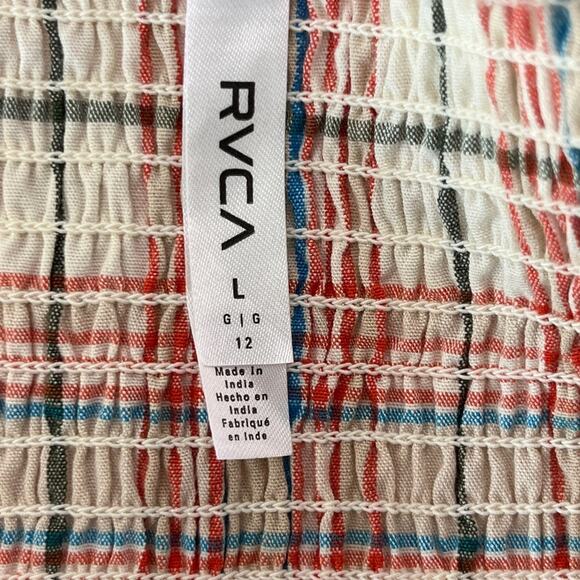 RVCA
L
G | G
12
Made In
India
Hecho en
India
Fabriqué
en Inde